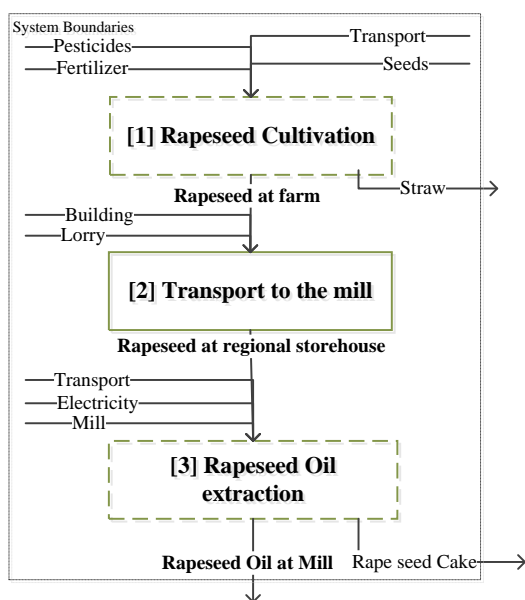 System Boundaries
Pesticides
Transport
Fertilizer
Seeds
[1] Rapeseed Cultivation
Rapeseed at farm
Straw
Building
Lorry
[2] Transport to the mill
Rapeseed at regional storehouse
Transport
Electricity
Mill
[3] Rapeseed Oil
extraction
Rapeseed Oil at Mill
Rape seed Cake